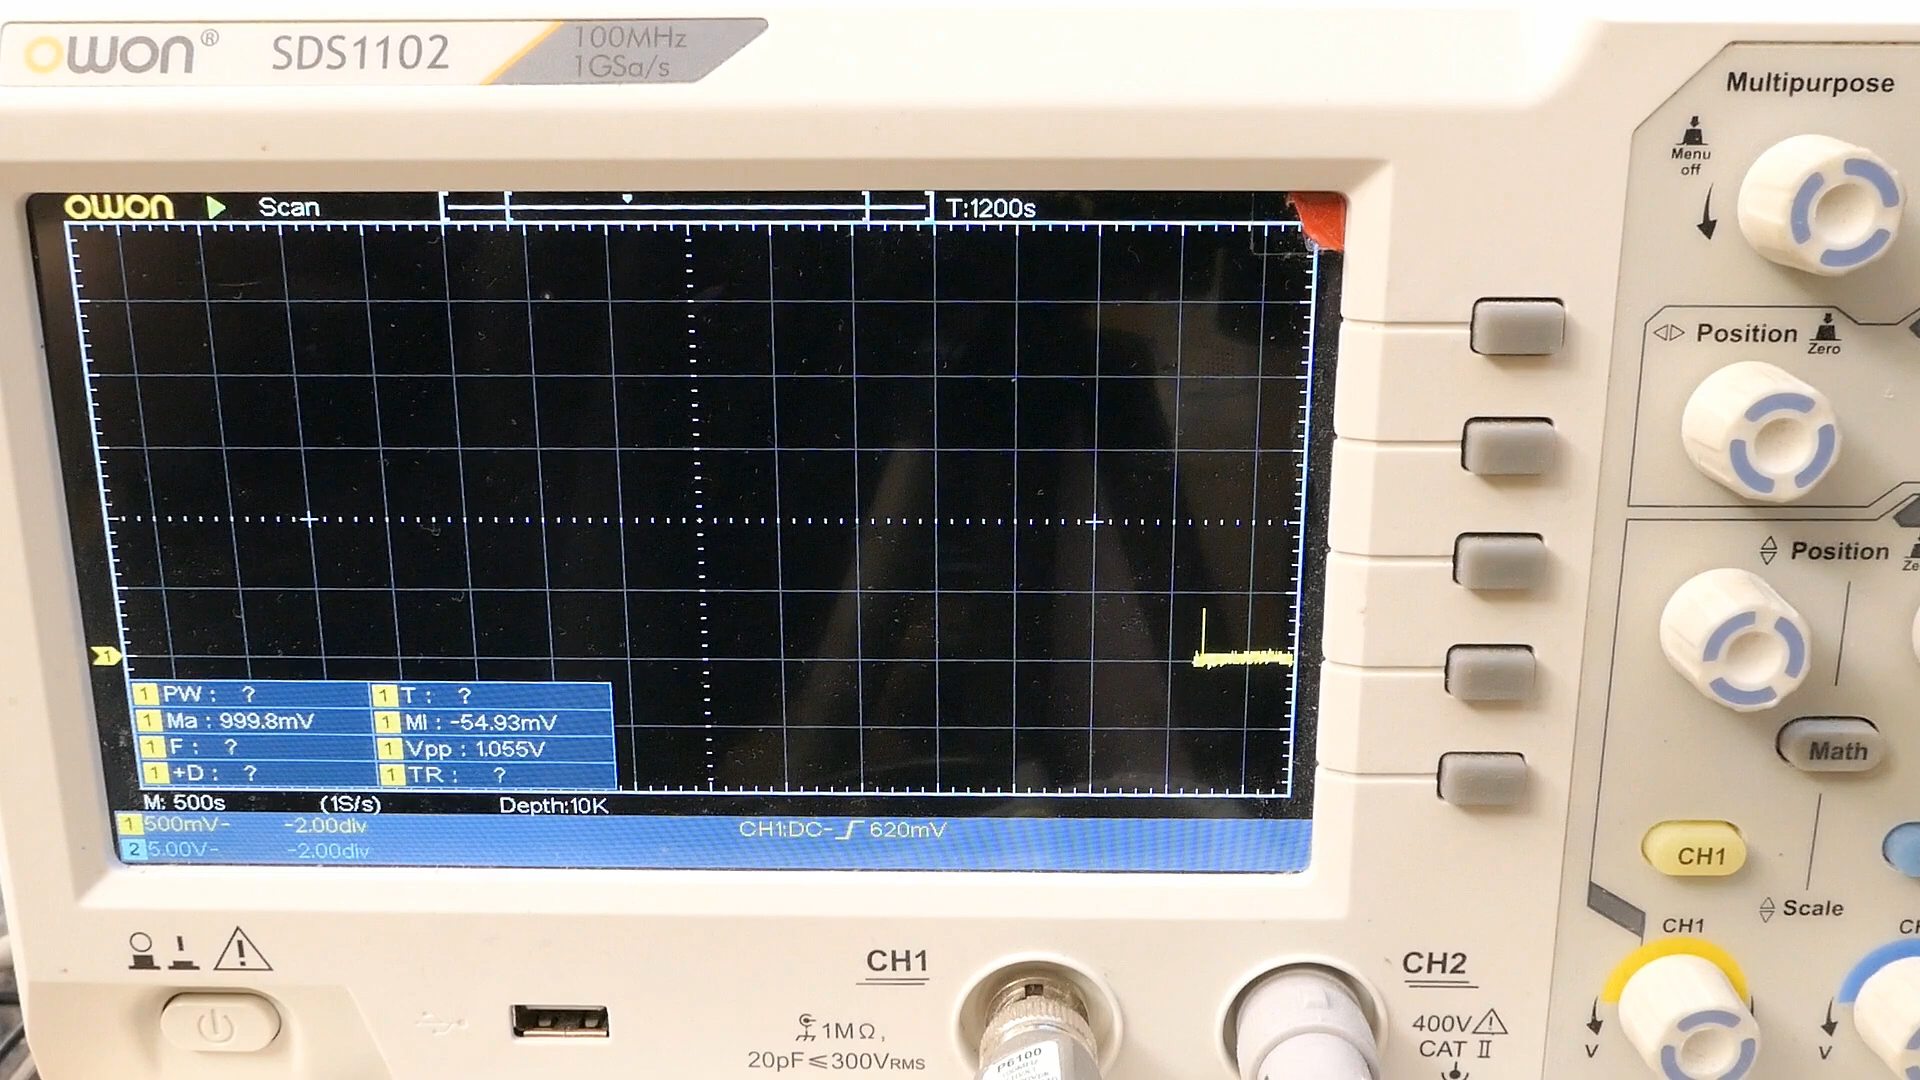 owon® SDS1102 100MHz
1GSa/s
Multipurpose
Menu
off
owon Scan T:1200s
Position Zero
Position
1
1 PW : ? 1 T : ?
1 Ma : 999.8mV 1 MI : -54.93mV
1 F : ? 1 Vpp : 1.055V
1 +D : ? 1 TR : ?
M: 500s (1S/s) Depth:10K
1 500mV- -2.00div CH1:DC- 620mV
2 5.00V- -2.00div
Math
CH1
Scale
CH1
CH1
CH2
1MΩ,
20pF≤300VRMS
400V
CAT II
P6100
V
V